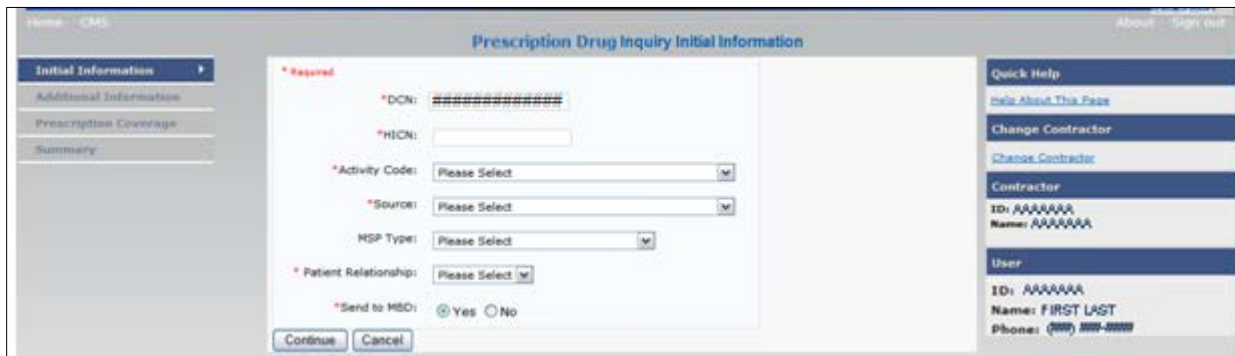 Home CMS
About Sign out
Prescription Drug Inquiry Initial Information
Initial Information
Additional Information
Prescription Coverage
Summary
* Required
*DCN: #############
*HICN:
*Activity Code: Please Select
*Source: Please Select
MSP Type: Please Select
* Patient Relationship: Please Select
*Send to MBD: Yes No
Continue Cancel
Quick Help
Help About This Page
Change Contractor
Change Contractor
Contractor
ID: AAAAAAA
Name: AAAAAAA
User
ID: AAAAAAA
Name: FIRST LAST
Phone: (###) ###-####